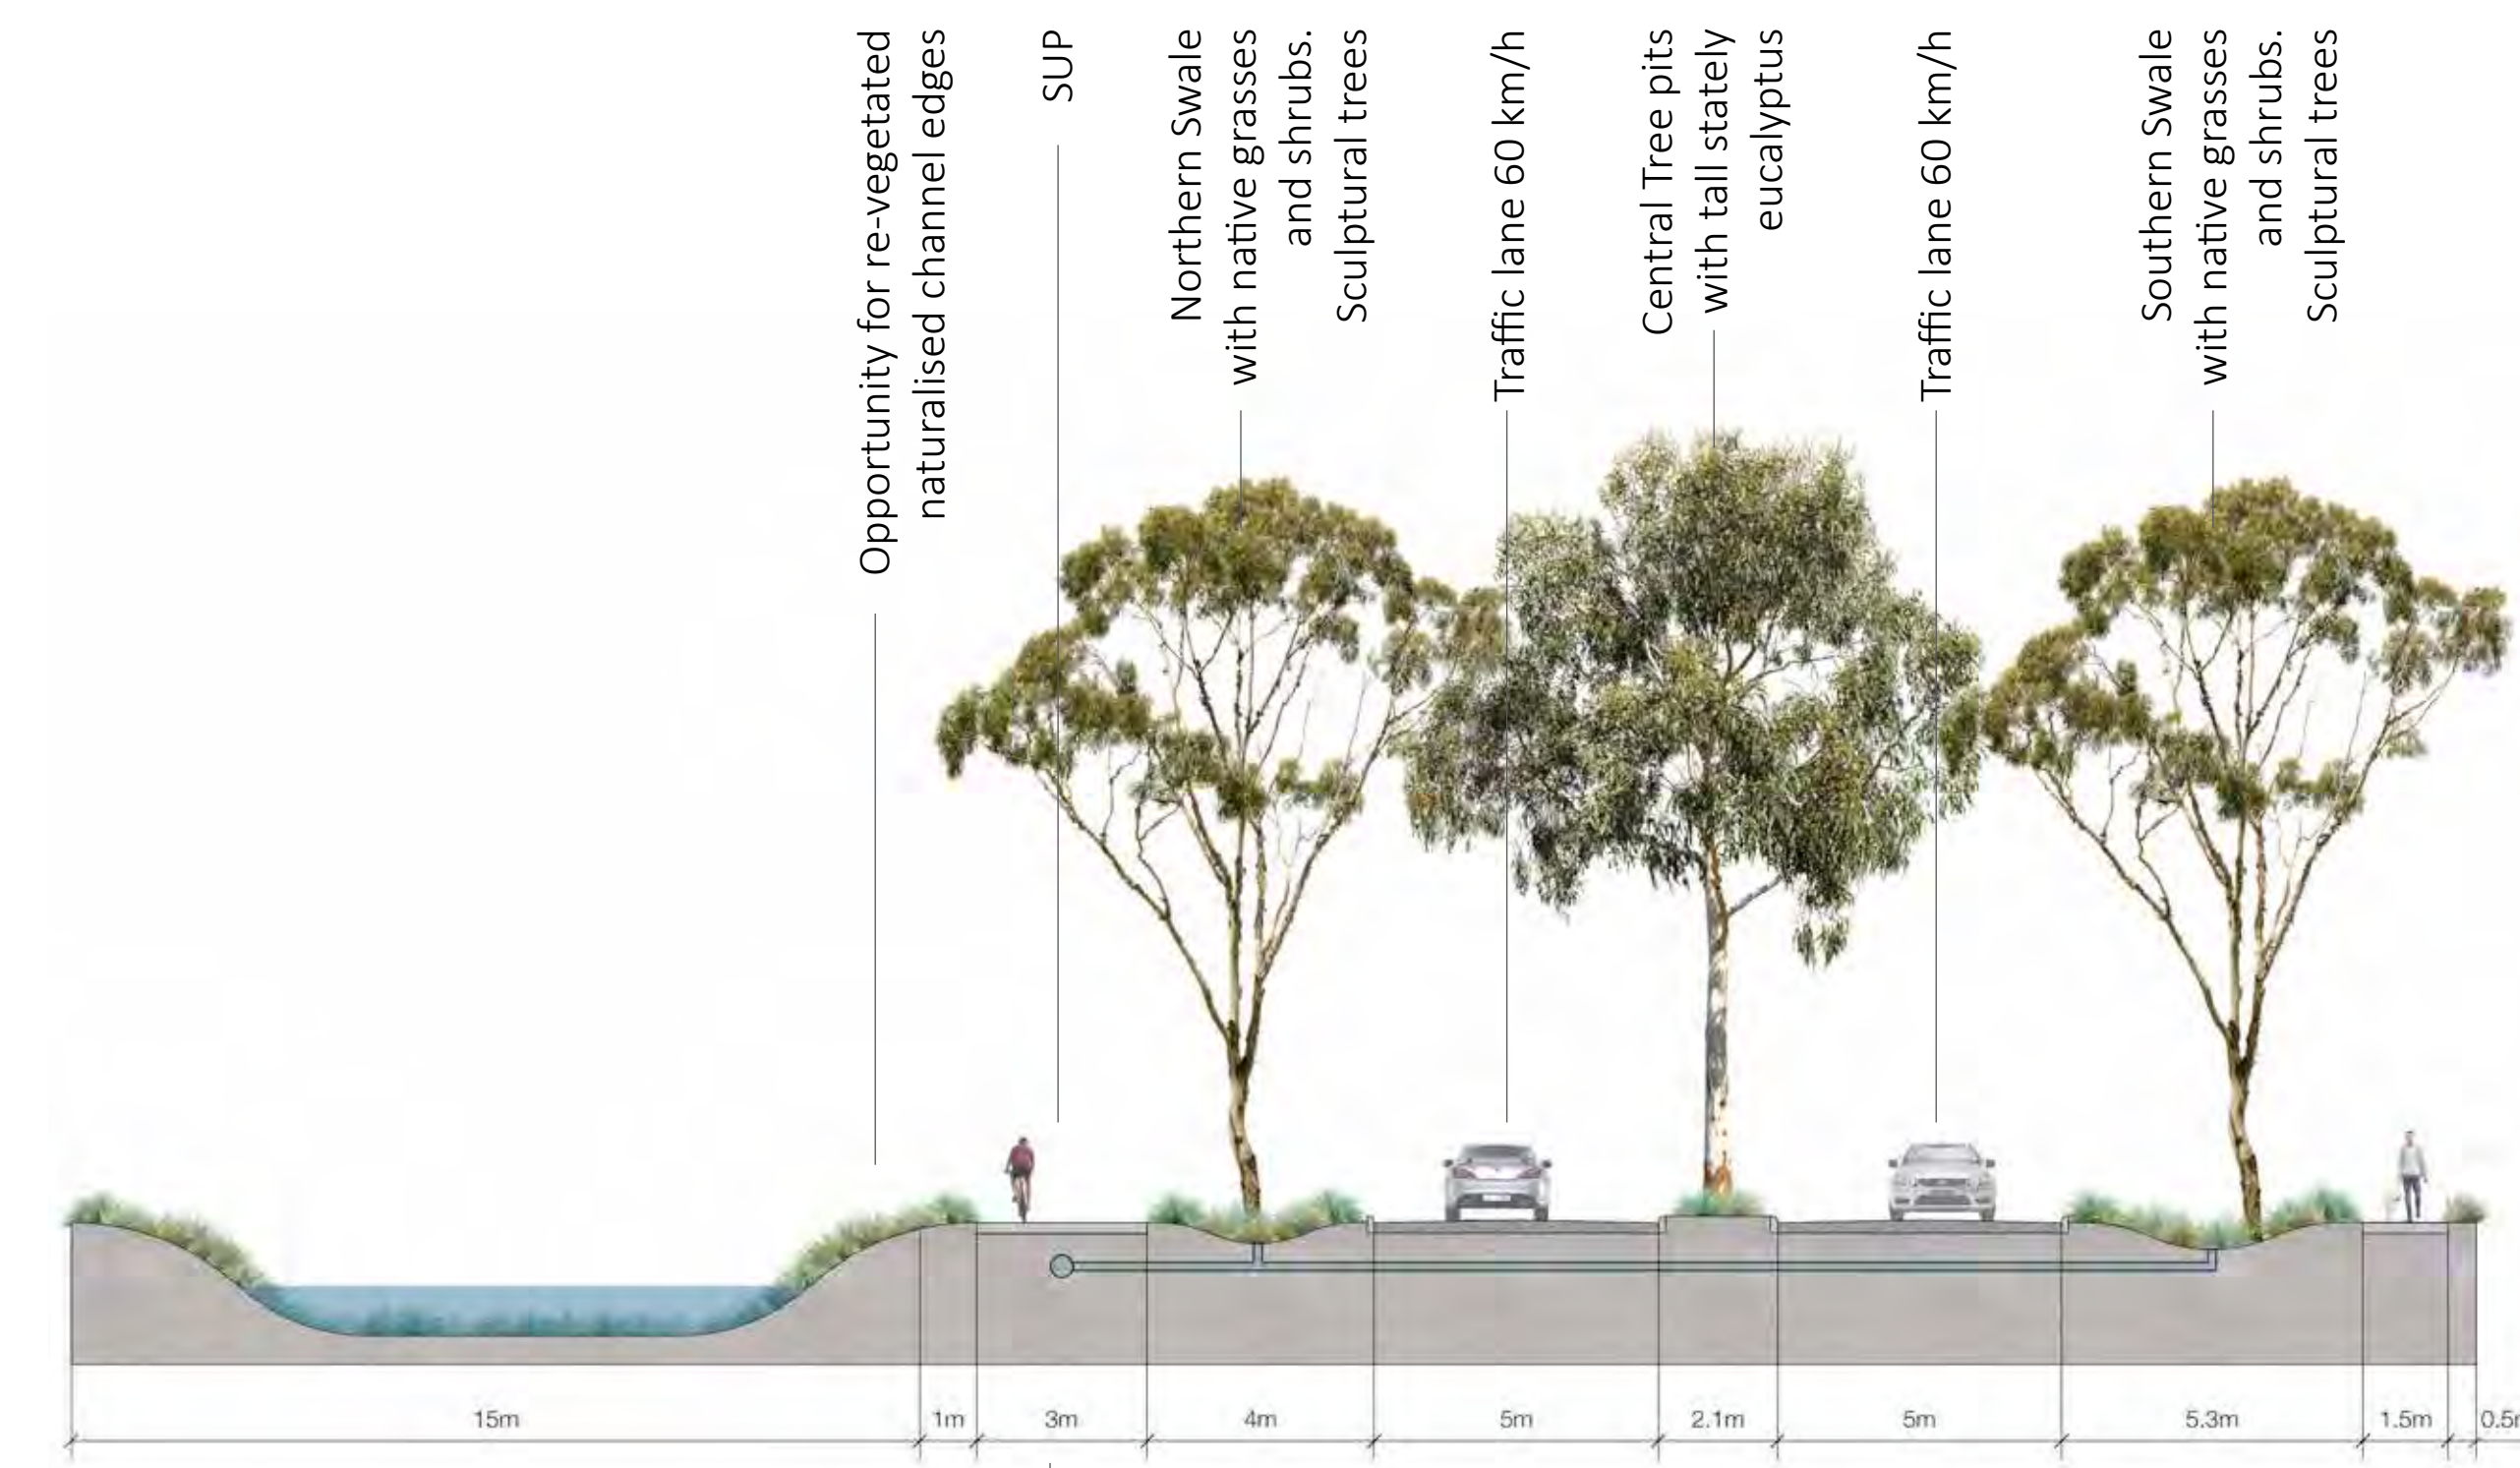 Opportunity for re-vegetated
naturalised channel edges
SUP
Northern Swale
with native grasses
and shrubs.
Sculptural trees
Traffic lane 60 km/h
Central Tree pits
with tall stately
eucalyptus
Traffic lane 60 km/h
Southern Swale
with native grasses
and shrubs.
Sculptural trees
15m
1m
3m
4m
5m
2.1m
5m
5.3m
1.5m
0.5m